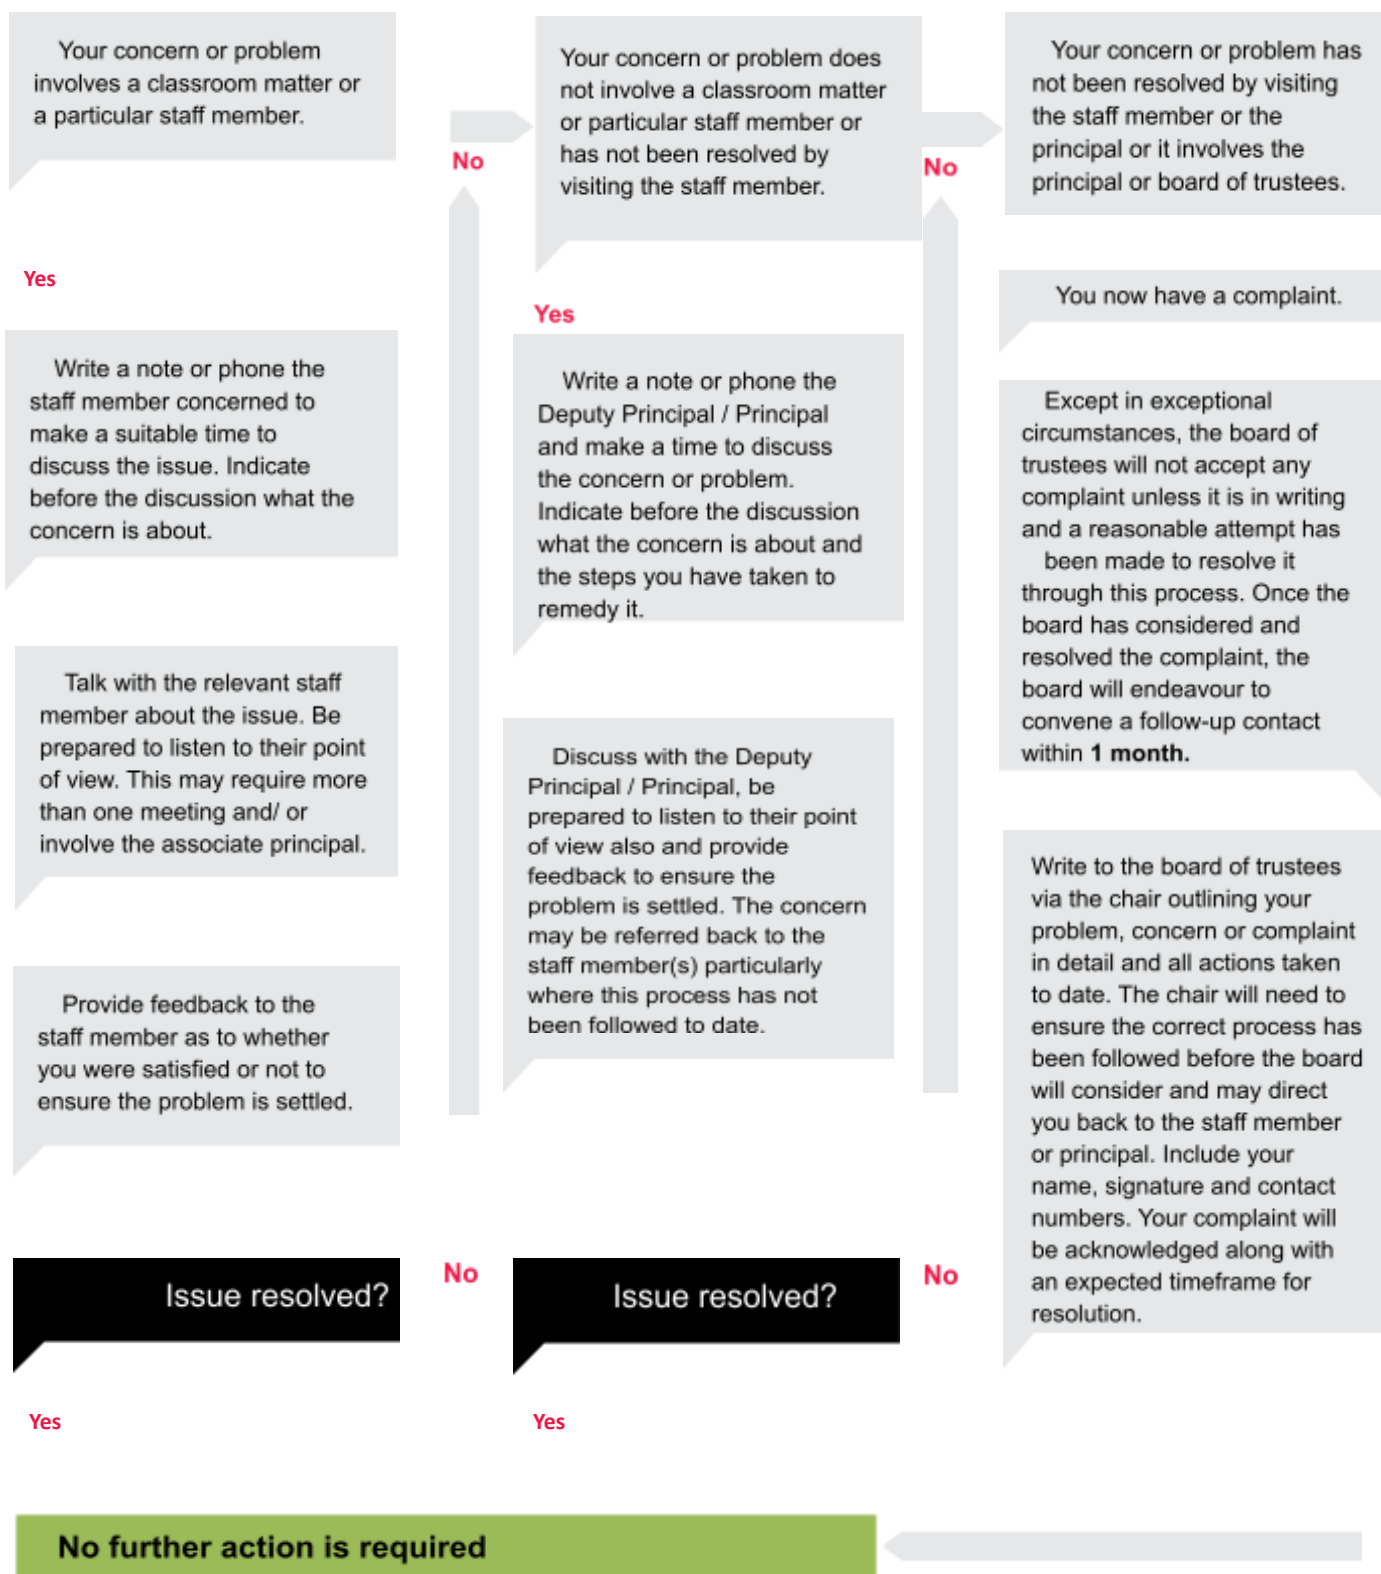 Your concern or problem
involves a classroom matter or
a particular staff member.
Yes
Write a note or phone the
staff member concerned to
make a suitable time to
discuss the issue. Indicate
before the discussion what the
concern is about.
Talk with the relevant staff
member about the issue. Be
prepared to listen to their point
of view. This may require more
than one meeting and/ or
involve the associate principal.
Provide feedback to the
staff member as to whether
you were satisfied or not to
ensure the problem is settled.
Issue resolved?
Yes
No
No
Your concern or problem does
not involve a classroom matter
or particular staff member or
has not been resolved by
visiting the staff member.
Yes
Write a note or phone the
Deputy Principal / Principal
and make a time to discuss
the concern or problem.
Indicate before the discussion
what the concern is about and
the steps you have taken to
remedy it.
Discuss with the Deputy
Principal / Principal, be
prepared to listen to their point
of view also and provide
feedback to ensure the
problem is settled. The concern
may be referred back to the
staff member(s) particularly
where this process has not
been followed to date.
Issue resolved?
Yes
No
No
Your concern or problem has
not been resolved by visiting
the staff member or the
principal or it involves the
principal or board of trustees.
You now have a complaint.
Except in exceptional
circumstances, the board of
trustees will not accept any
complaint unless it is in writing
and a reasonable attempt has
been made to resolve it
through this process. Once the
board has considered and
resolved the complaint, the
board will endeavour to
convene a follow-up contact
within 1 month.
Write to the board of trustees
via the chair outlining your
problem, concern or complaint
in detail and all actions taken
to date. The chair will need to
ensure the correct process has
been followed before the board
will consider and may direct
you back to the staff member
or principal. Include your
name, signature and contact
numbers. Your complaint will
be acknowledged along with
an expected timeframe for
resolution.
No further action is required